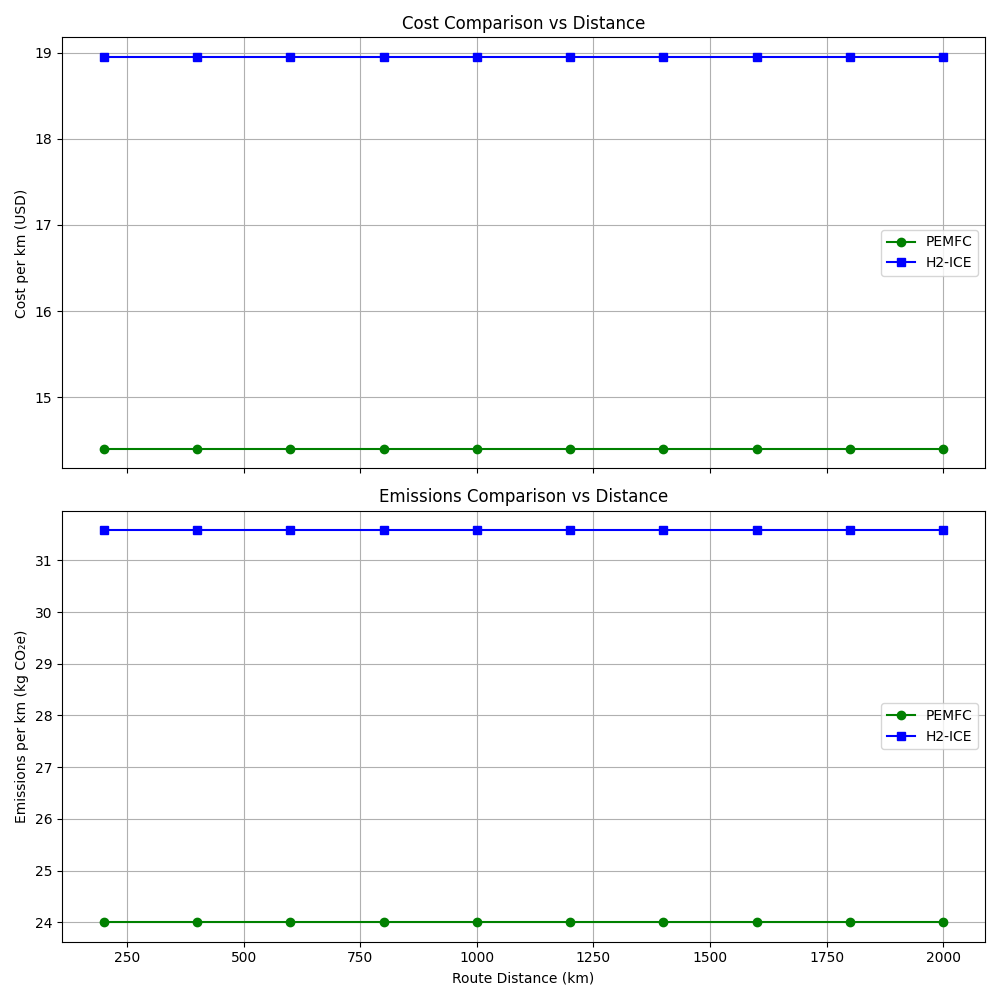 Cost Comparison vs Distance
19
18
17
16
15
Cost per km (USD)
PEMFC
H2-ICE
Emissions Comparison vs Distance
31
30
29
28
27
26
25
24
Emissions per km (kg CO₂e)
PEMFC
H2-ICE
250 500 750 1000 1250 1500 1750 2000
Route Distance (km)